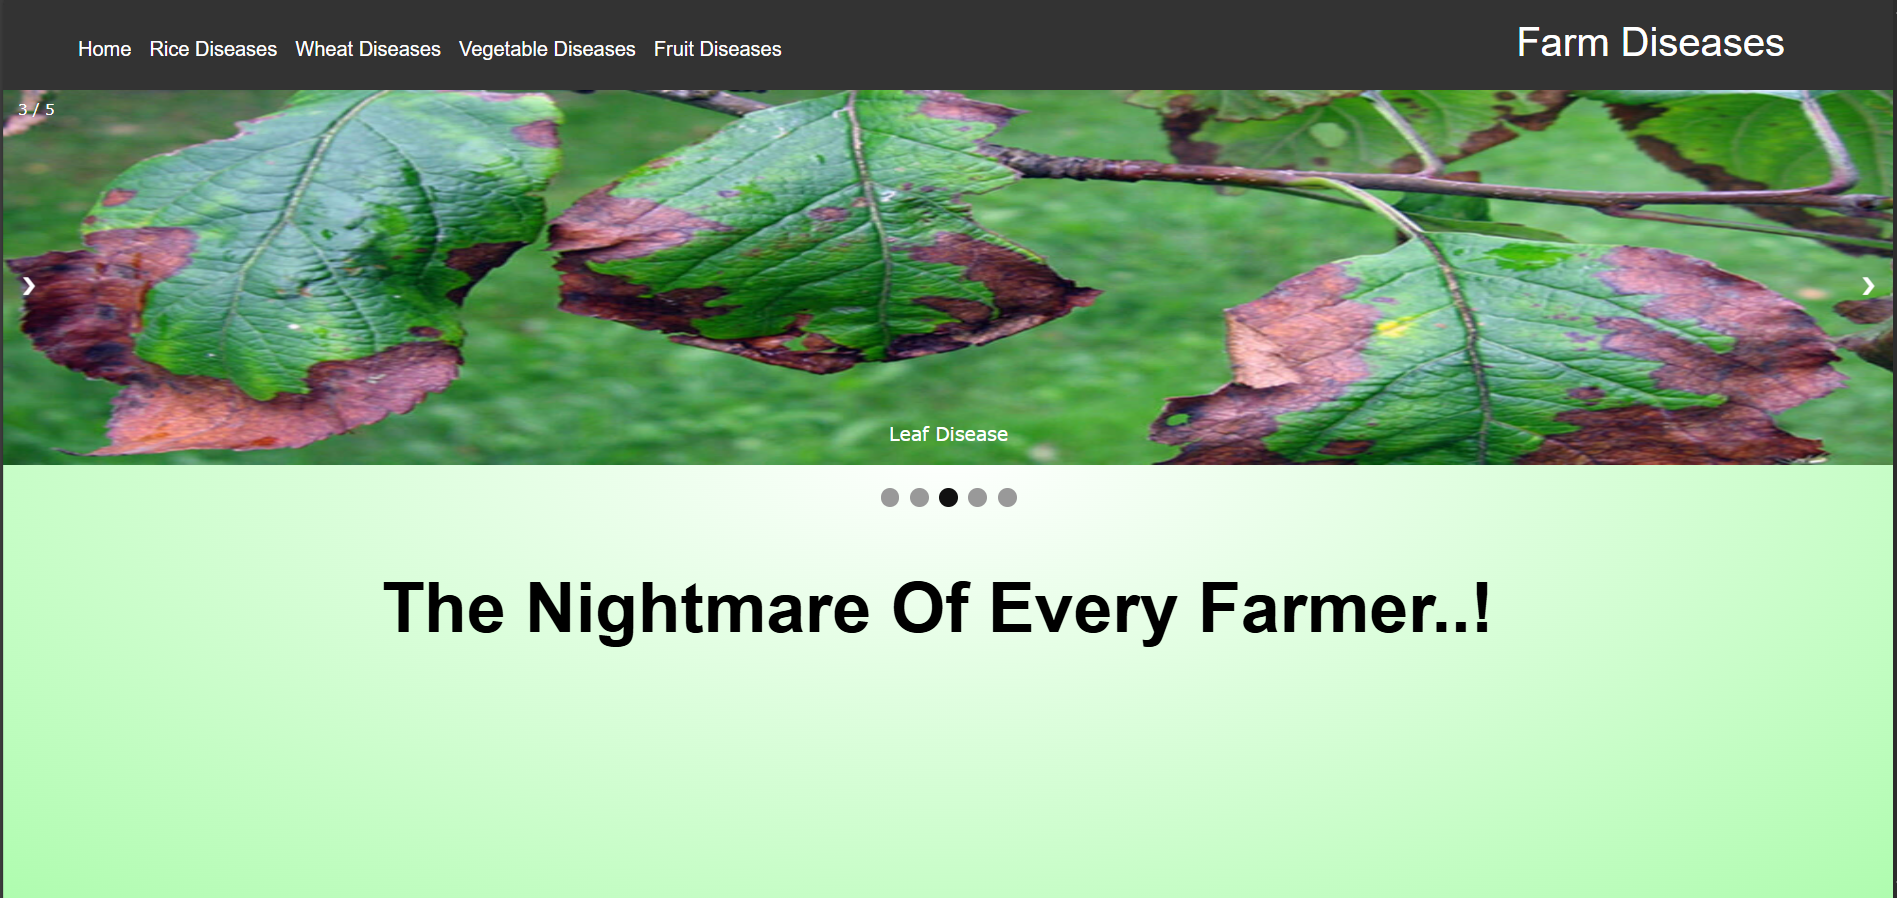 Home Rice Diseases Wheat Diseases Vegetable Diseases Fruit Diseases
Farm Diseases
3 / 5
❯ ❯
Leaf Disease
The Nightmare Of Every Farmer..!